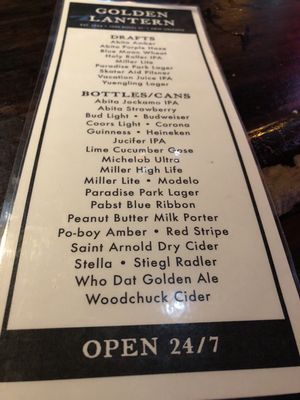 GOLDEN
LANTERN
DRAFTS
Abita Amber
Abita Purple Haze
Blue Moon Wheat
Holy Roller IPA
Miller Lite
Paradise Park Lager
Skater Aid Pilsner
Vacation Juice IPA
Yuengling Lager
BOTTLES/CANS
Abita Jockamo IPA
Abita Strawberry
Bud Light • Budweiser
Coors Light • Corona
Guinness • Heineken
Jucifer IPA
Lime Cucumber Gose
Michelob Ultra
Miller High Life
Miller Lite • Modelo
Paradise Park Lager
Pabst Blue Ribbon
Peanut Butter Milk Porter
Po-boy Amber • Red Stripe
Saint Arnold Dry Cider
Stella • Stiegl Radler
Who Dat Golden Ale
Woodchuck Cider
OPEN 24/7